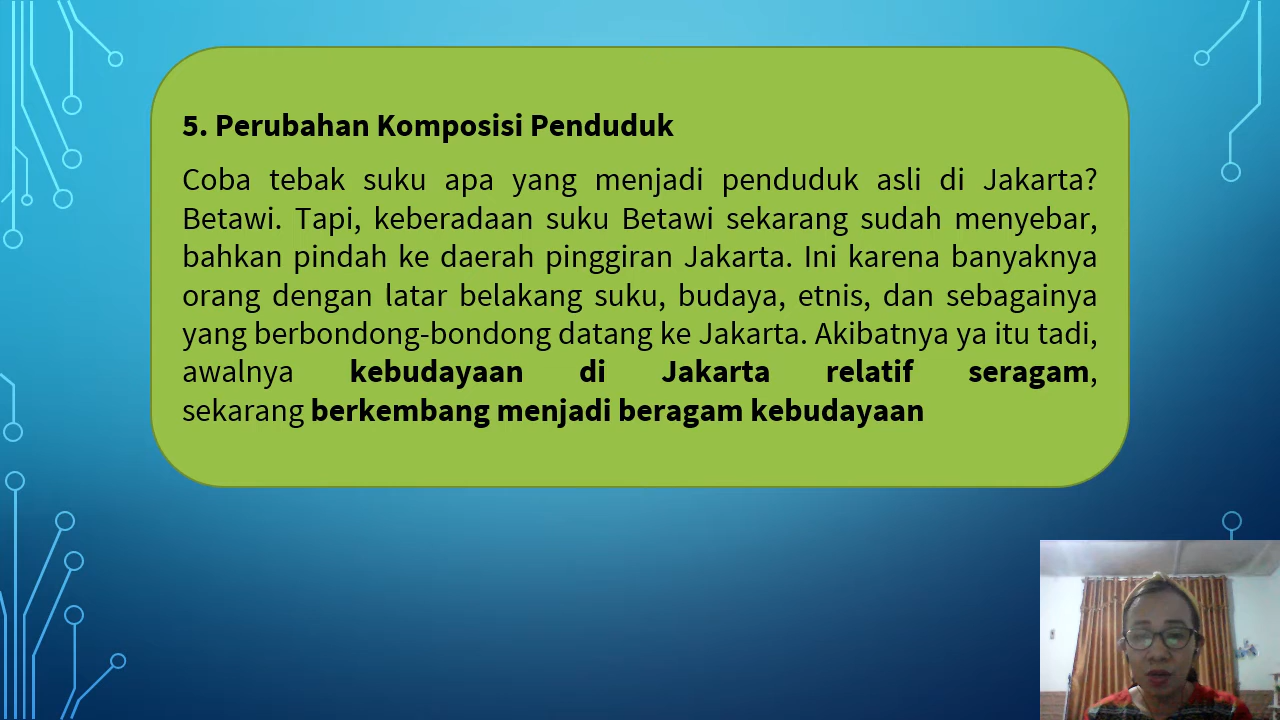 5. Perubahan Komposisi Penduduk
Coba tebak suku apa yang menjadi penduduk asli di Jakarta?
Betawi. Tapi, keberadaan suku Betawi sekarang sudah menyebar,
bahkan pindah ke daerah pinggiran Jakarta. Ini karena banyaknya
orang dengan latar belakang suku, budaya, etnis, dan sebagainya
yang berbondong-bondong datang ke Jakarta. Akibatnya ya itu tadi,
awalnya kebudayaan di Jakarta relatif seragam,
sekarang berkembang menjadi beragam kebudayaan